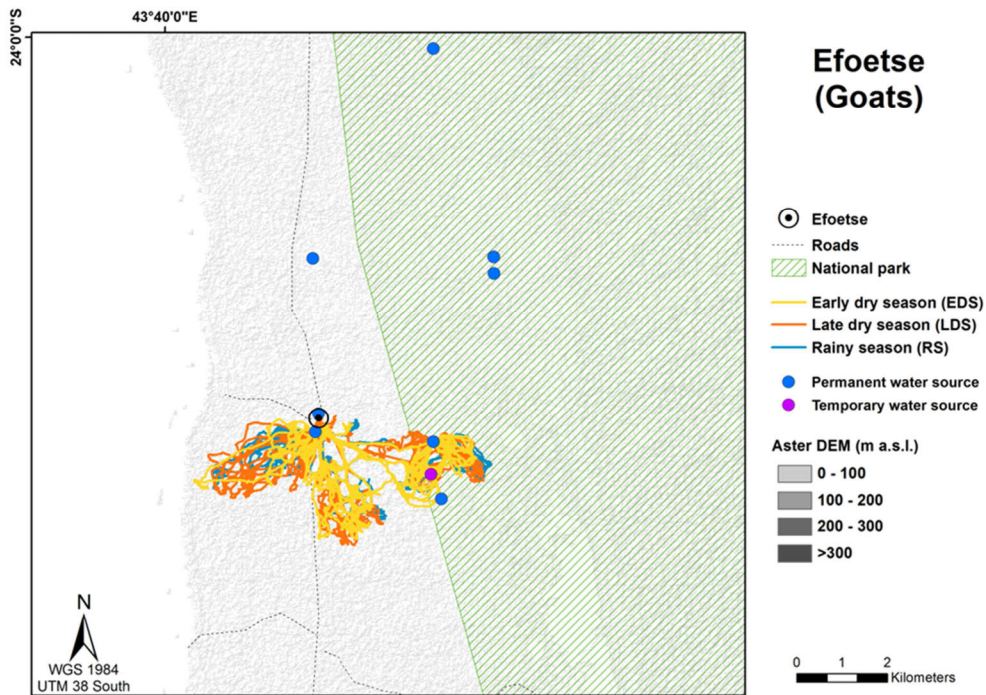 43°40'0"E
24°0'0"S
Efoetse
(Goats)
Efoetse
Roads
National park
Early dry season (EDS)
Late dry season (LDS)
Rainy season (RS)
Permanent water source
Temporary water source
Aster DEM (m a.s.l.)
0 - 100
100 - 200
200 - 300
>300
N
WGS 1984
UTM 38 South
0 1 2
Kilometers